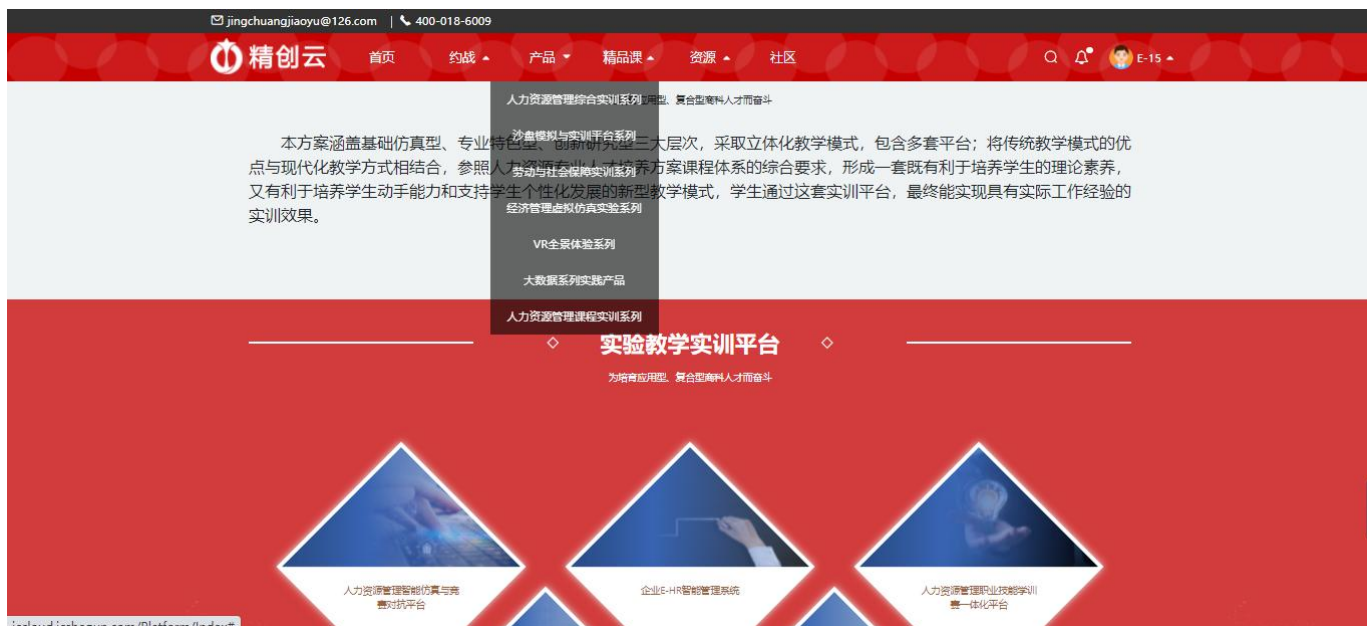 jingchuangjiaoyu@126.com | 400-018-6009
精创云 首页 约战 产品 精品课 资源 社区 E-15
人力资源管理综合实训系列 应用型、复合型商科人才而奋斗
本方案涵盖基础仿真型、专业特色型、创新研究型三大层次，采取立体化教学模式，包含多套平台；将传统教学模式的优
沙盘模拟与实训平台系列
点与现代化教学方式相结合，参照人力资源专业人才培养方案课程体系的综合要求，形成一套既有利于培养学生的理论素养，
劳动与社会保障实训系列
又有利于培养学生动手能力和支持学生个性化发展的新型教学模式，学生通过这套实训平台，最终能实现具有实际工作经验的
经济管理虚拟仿真实验系列
实训效果。
VR全景体验系列
大数据系列实践产品
人力资源管理课程实训系列
实验教学实训平台
为培育应用型、复合型商科人才而奋斗
人力资源管理智能仿真与竞
赛对抗平台
企业E-HR智能管理系统
人力资源管理职业技能学训
赛一体化平台